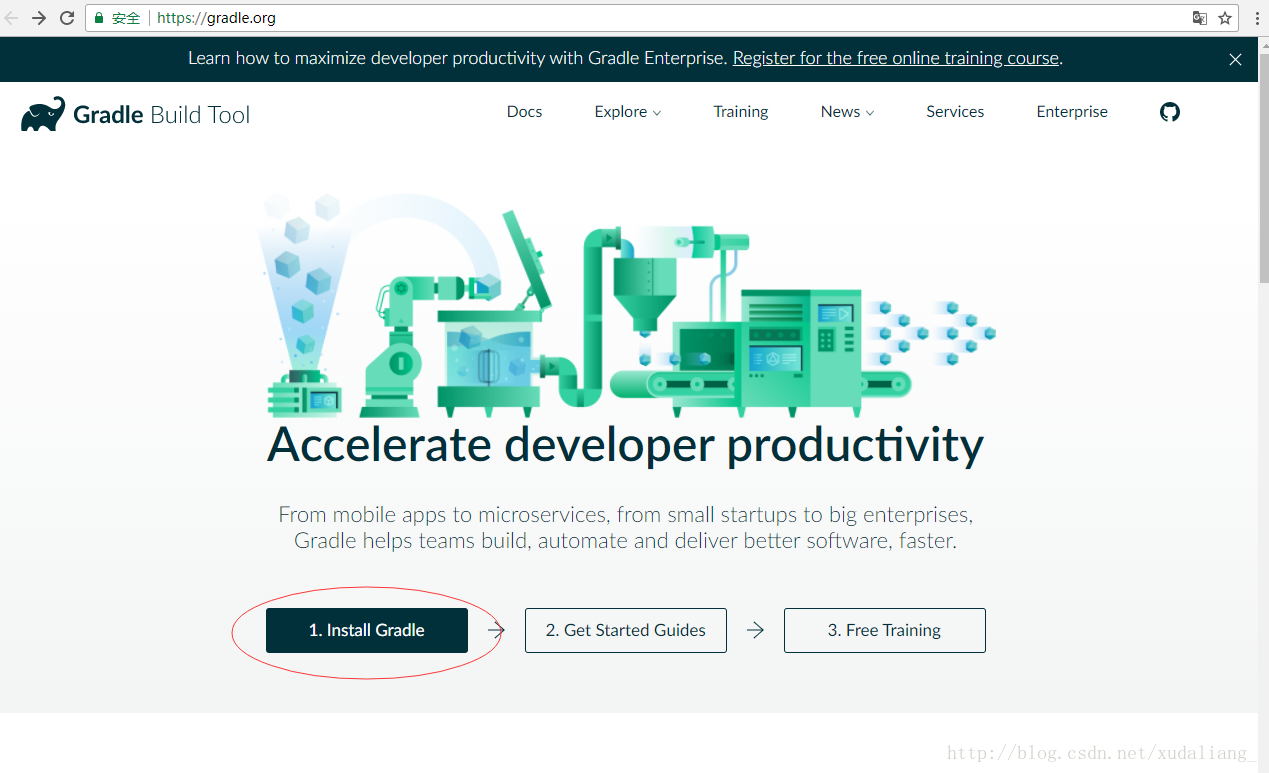 安全 https://gradle.org
Learn how to maximize developer productivity with Gradle Enterprise. Register for the free online training course.
Gradle Build Tool
Docs Explore Training News Services Enterprise
Accelerate developer productivity
From mobile apps to microservices, from small startups to big enterprises,
Gradle helps teams build, automate and deliver better software, faster.
1. Install Gradle
2. Get Started Guides
3. Free Training
http://blog.csdn.net/xudaliang_